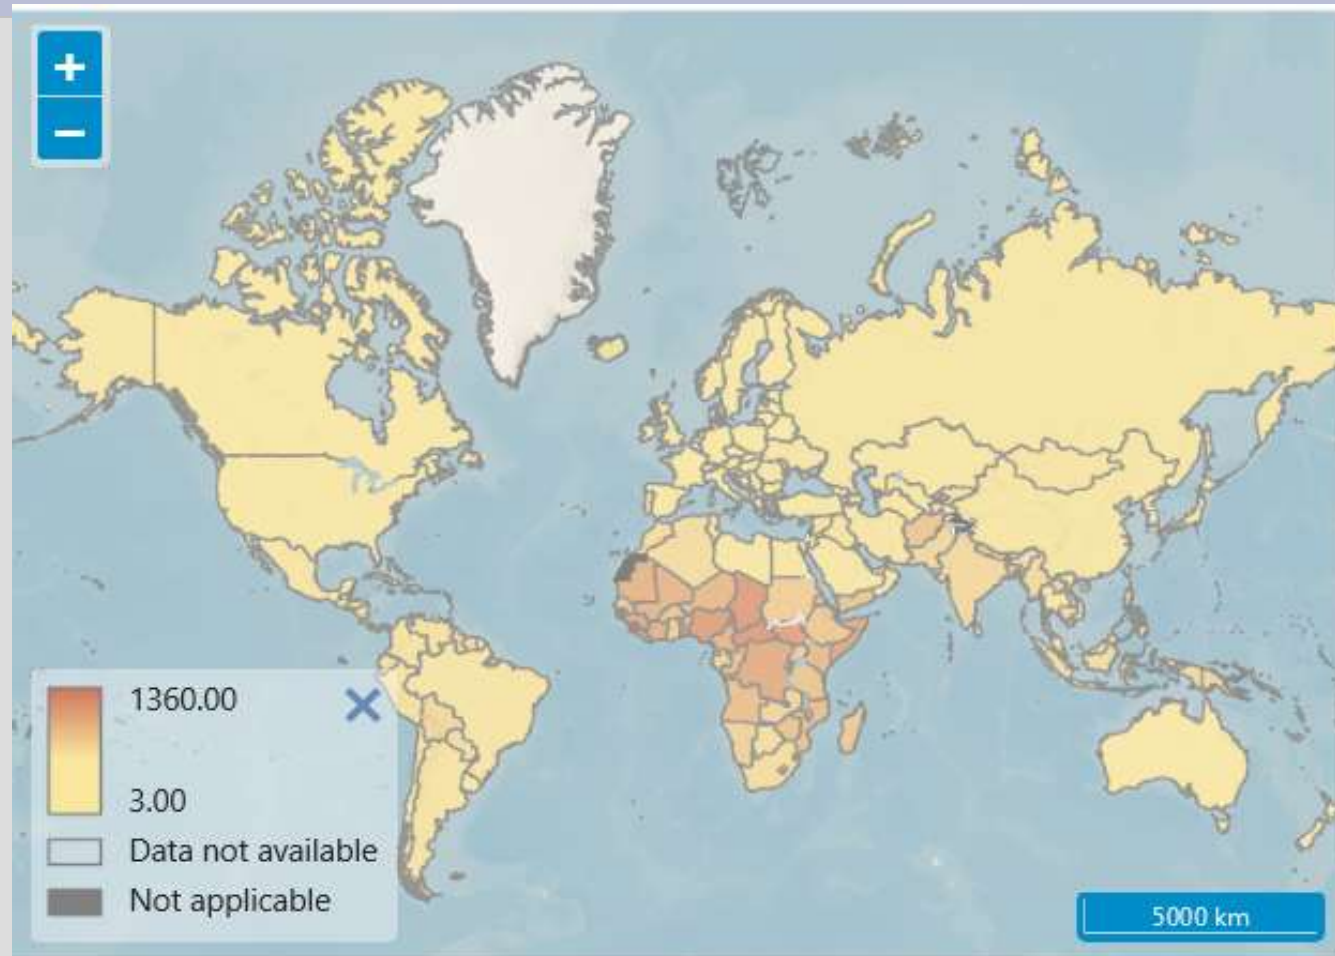 +
−
1360.00
3.00
Data not available
Not applicable
5000 km